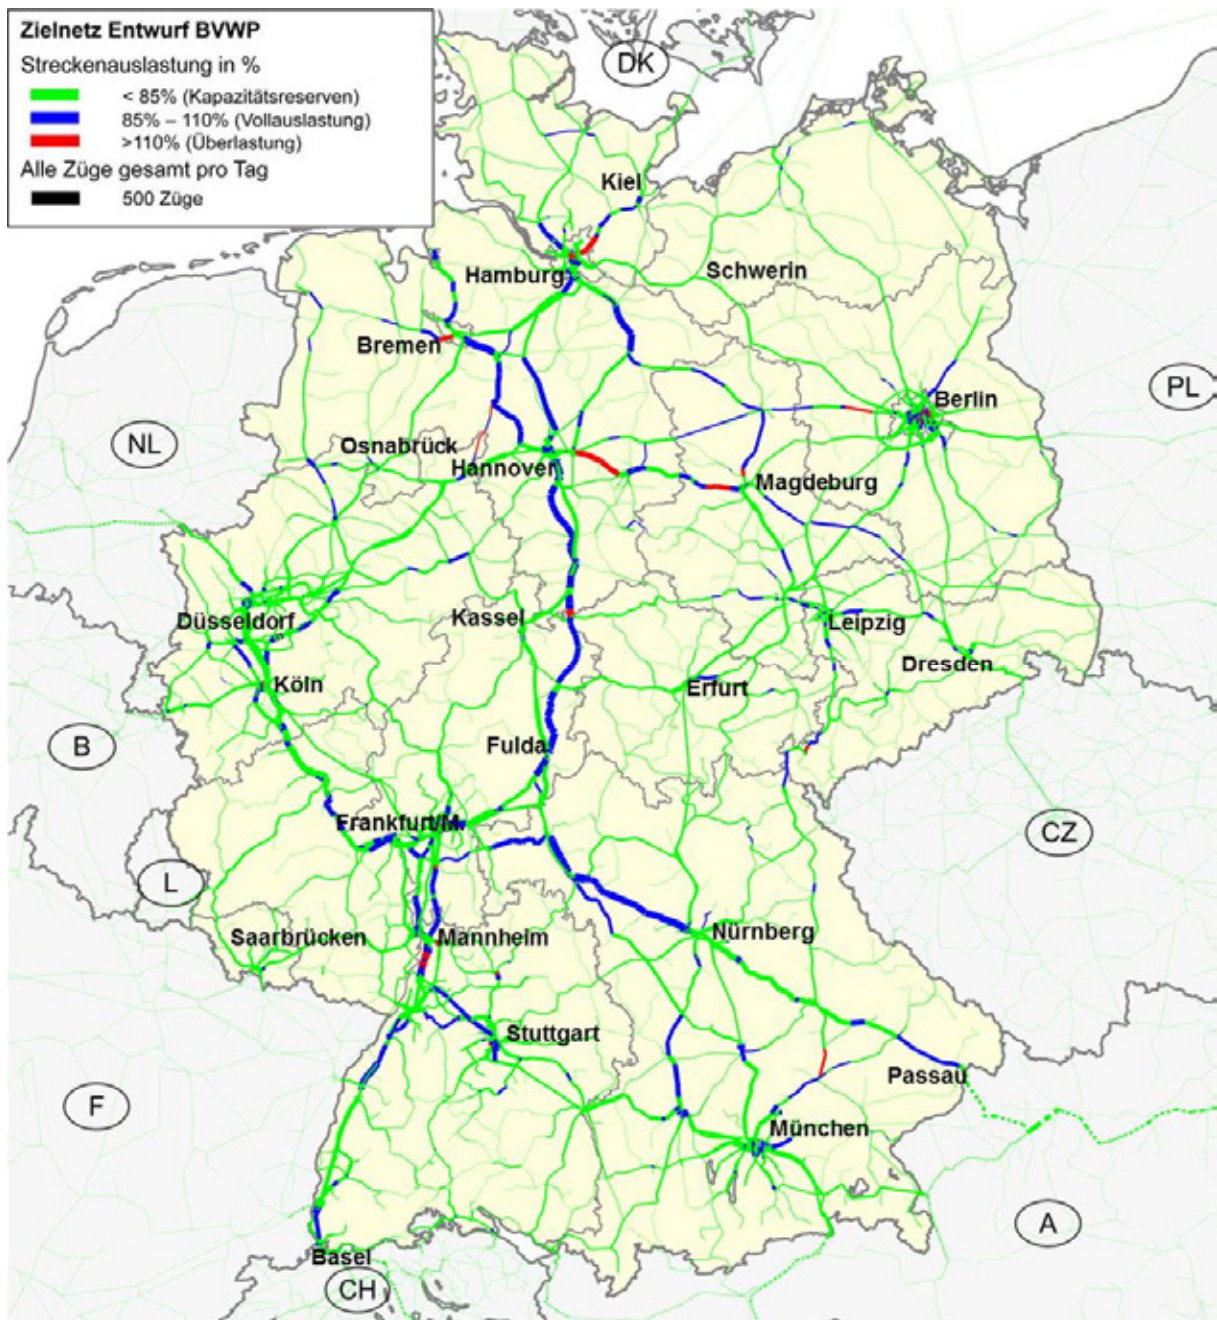 Zielnetz Entwurf BVWP
Streckenauslastung in %
< 85% (Kapazitätsreserven)
85% – 110% (Vollauslastung)
>110% (Überlastung)
Alle Züge gesamt pro Tag
500 Züge
DK
Kiel
Hamburg
Schwerin
Bremen
PL
Berlin
NL
Osnabrück
Hannover
Magdeburg
Düsseldorf
Kassel
Leipzig
Dresden
Köln
Erfurt
B
Fulda
Frankfurt/M.
CZ
L
Saarbrücken
Mannheim
Nürnberg
Stuttgart
Passau
F
München
A
Basel
CH